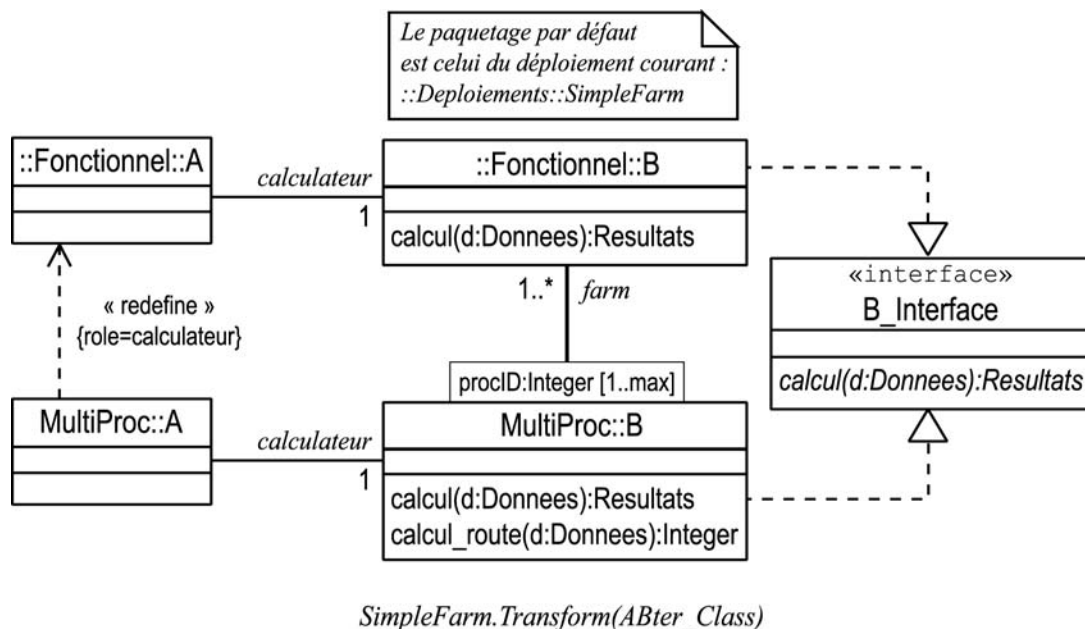 Le paquetage par défaut
est celui du déploiement courant :
::Deploiements::SimpleFarm
::Fonctionnel::A
calculateur
1
::Fonctionnel::B
calcul(d:Donnees):Resultats
1..*
farm
«interface»
B_Interface
calcul(d:Donnees):Resultats
« redefine »
{role=calculateur}
procID:Integer [1..max]
MultiProc::A
calculateur
1
MultiProc::B
calcul(d:Donnees):Resultats
calcul_route(d:Donnees):Integer
SimpleFarm.Transform(ABter_Class)